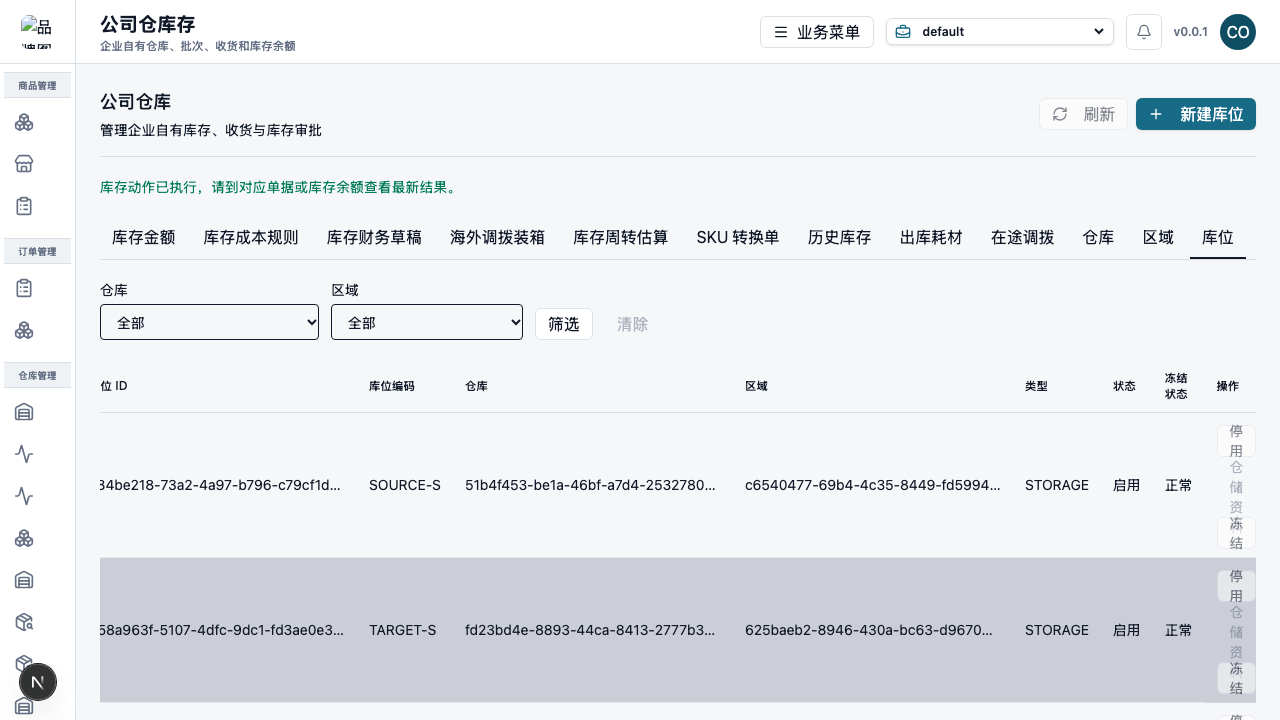 品
公司仓库存
企业自有仓库、批次、收货和库存余额
业务菜单
default
v0.0.1
CO
商品管理
订单管理
仓库管理
N
公司仓库
管理企业自有库存、收货与库存审批
刷新
新建库位
库存动作已执行，请到对应单据或库存余额查看最新结果。
库存金额 库存成本规则 库存财务草稿 海外调拨装箱 库存周转估算 SKU 转换单 历史库存 出库耗材 在途调拨 仓库 区域 库位
仓库 区域
全部 全部 筛选 清除
位 ID 库位编码 仓库 区域 类型 状态 冻结状态 操作
34be218-73a2-4a97-b796-c79cf1d... SOURCE-S 51b4f453-be1a-46bf-a7d4-2532780... c6540477-69b4-4c35-8449-fd5994... STORAGE 启用 正常
停用
仓储资
冻结
58a963f-5107-4dfc-9dc1-fd3ae0e3... TARGET-S fd23bd4e-8893-44ca-8413-2777b3... 625baeb2-8946-430a-bc63-d9670... STORAGE 启用 正常
停用
仓储资
冻结